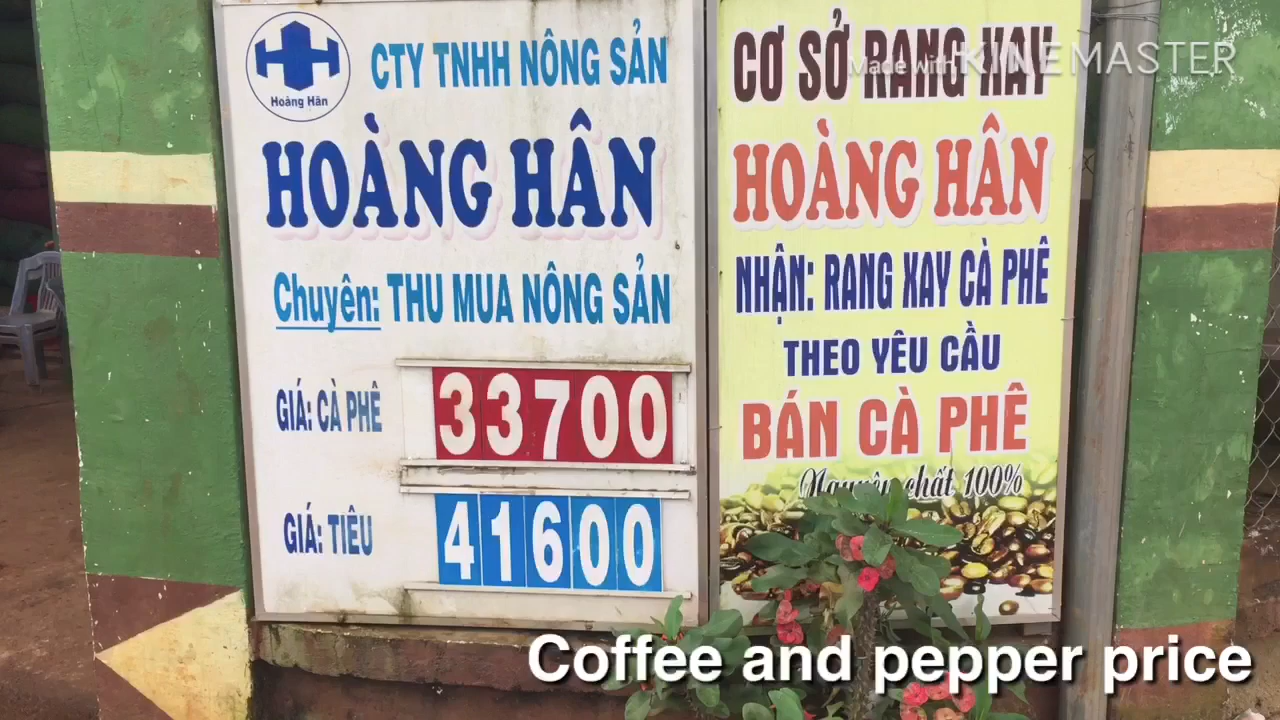 Hoàng Hân
CTY TNHH NÔNG SẢN
HOÀNG HÂN
Chuyên: THU MUA NÔNG SẢN
GIÁ: CÀ PHÊ 33700
GIÁ: TIÊU 41600
CƠ SỞ RANG XAY
Made with KINEMASTER
HOÀNG HÂN
NHẬN: RANG XAY CÀ PHÊ
THEO YÊU CẦU
BÁN CÀ PHÊ
Nguyên chất 100%
Coffee and pepper price